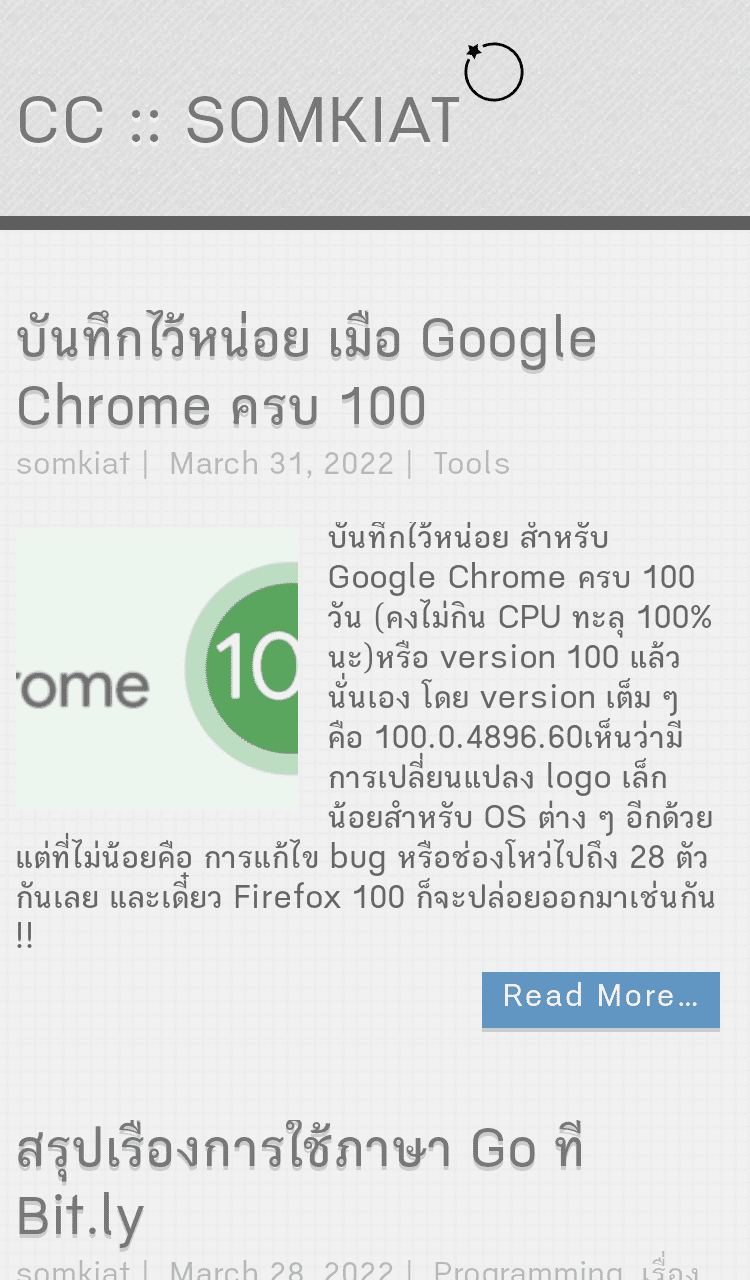 CC :: SOMKIAT
บันทึกไว้หน่อย เมื่อ Google
Chrome ครบ 100
somkiat | March 31, 2022 | Tools
rome
10
บันทึกไว้หน่อย สำหรับ
Google Chrome ครบ 100
วัน (คงไม่กิน CPU ทะลุ 100%
นะ)หรือ version 100 แล้ว
นั่นเอง โดย version เต็ม ๆ
คือ 100.0.4896.60เห็นว่ามี
การเปลี่ยนแปลง logo เล็ก
น้อยสำหรับ OS ต่าง ๆ อีกด้วย
แต่ที่ไม่น้อยคือ การแก้ไข bug หรือช่องโหว่ไปถึง 28 ตัว
กันเลย และเดี๋ยว Firefox 100 ก็จะปล่อยออกมาเช่นกัน
!!
Read More…
สรุปเรื่องการใช้ภาษา Go ที่
Bit.ly
somkiat | March 28, 2022 | Programming, เรื่อง